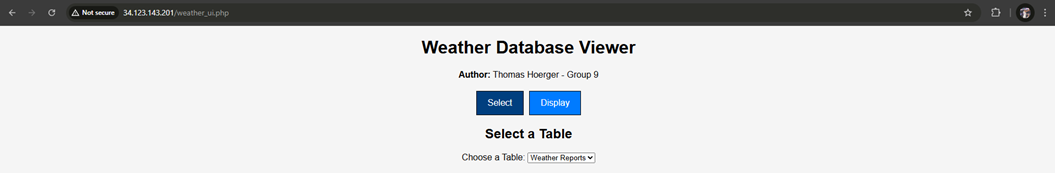 Not secure 34.123.143.201/weather_ui.php
Weather Database Viewer
Author: Thomas Hoerger - Group 9
Select Display
Select a Table
Choose a Table: Weather Reports